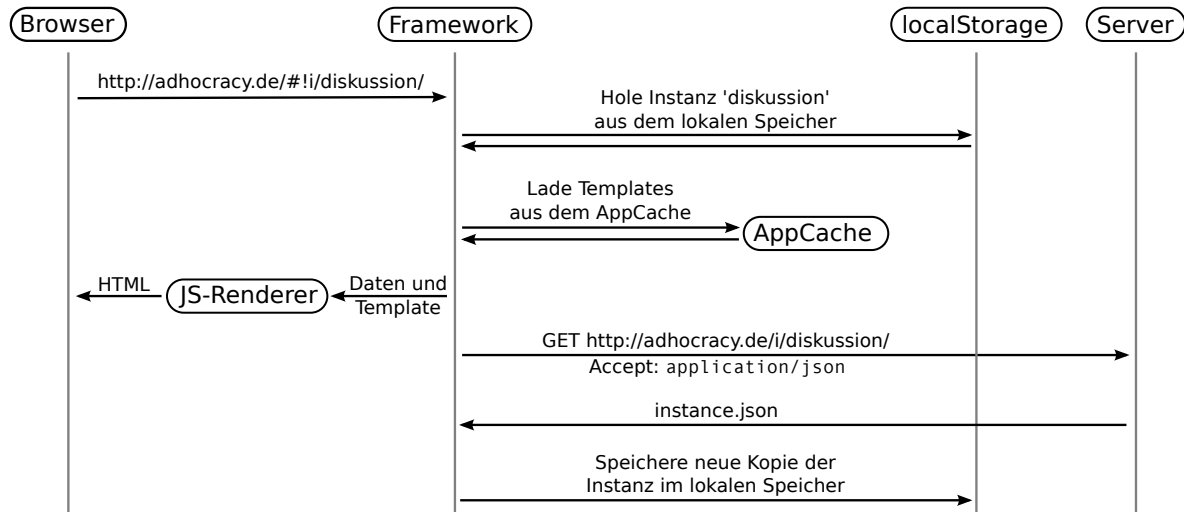 Browser
Framework
localStorage
Server
http://adhocracy.de/#!i/diskussion/
Hole Instanz 'diskussion'
aus dem lokalen Speicher
Lade Templates
aus dem AppCache
AppCache
HTML
JS-Renderer
Daten und
Template
GET http://adhocracy.de/i/diskussion/
Accept: application/json
instance.json
Speichere neue Kopie der
Instanz im lokalen Speicher